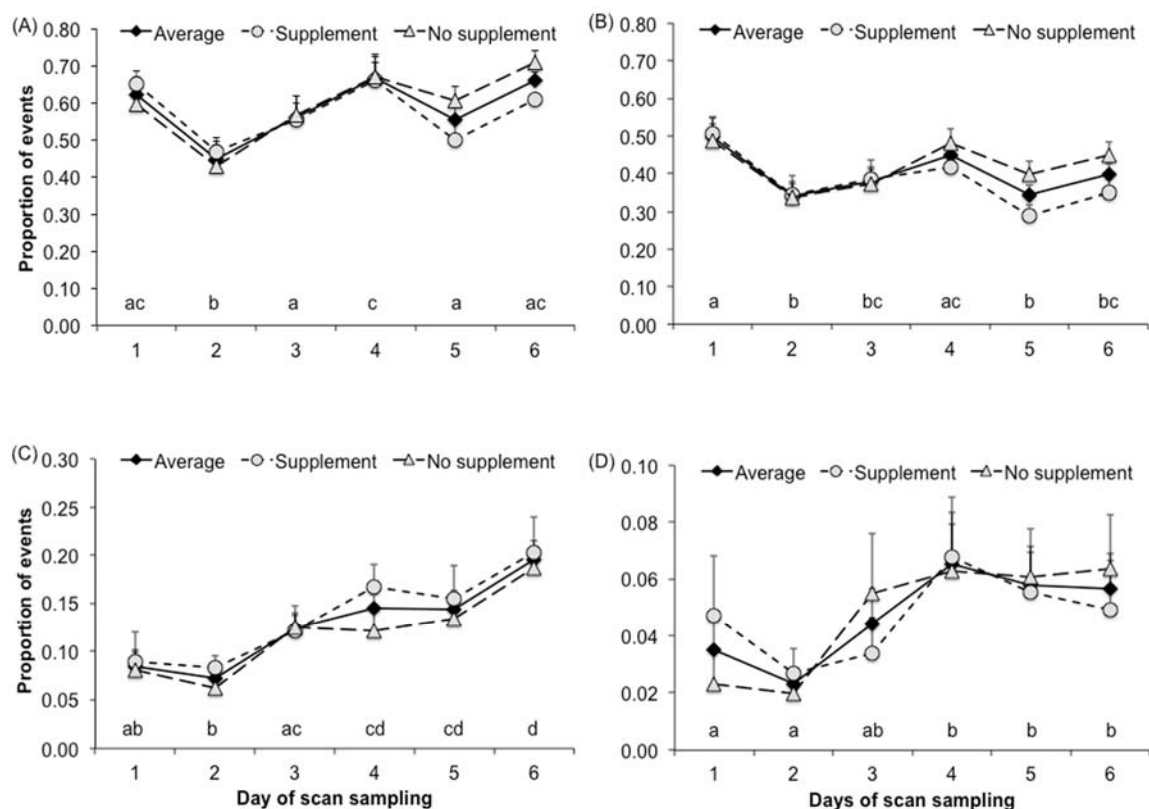 (A)
Average Supplement No supplement
0.80
0.70
0.60
0.50
0.40
0.30
0.20
0.10
0.00
Proportion of events
ac b a c a ac
1 2 3 4 5 6
(B)
Average Supplement No supplement
0.80
0.70
0.60
0.50
0.40
0.30
0.20
0.10
0.00
a b bc ac b bc
1 2 3 4 5 6
(C)
Average Supplement No supplement
0.30
0.25
0.20
0.15
0.10
0.05
0.00
Proportion of events
ab b ac cd cd d
1 2 3 4 5 6
Day of scan sampling
(D)
Average Supplement No supplement
0.10
0.08
0.06
0.04
0.02
0.00
a a ab b b b
1 2 3 4 5 6
Days of scan sampling